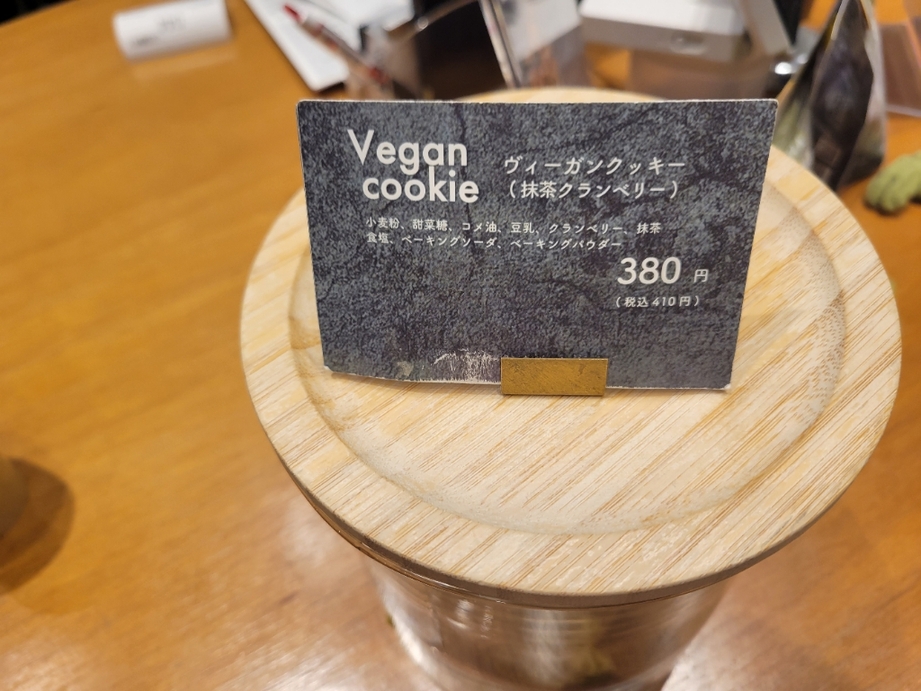 Vegan
cookie
ヴィーガンクッキー
（抹茶クランベリー）
小麦粉、甜菜糖、コメ油、豆乳、クランベリー、抹茶
食塩、ベーキングソーダ、ベーキングパウダー
380 円
（税込410円）